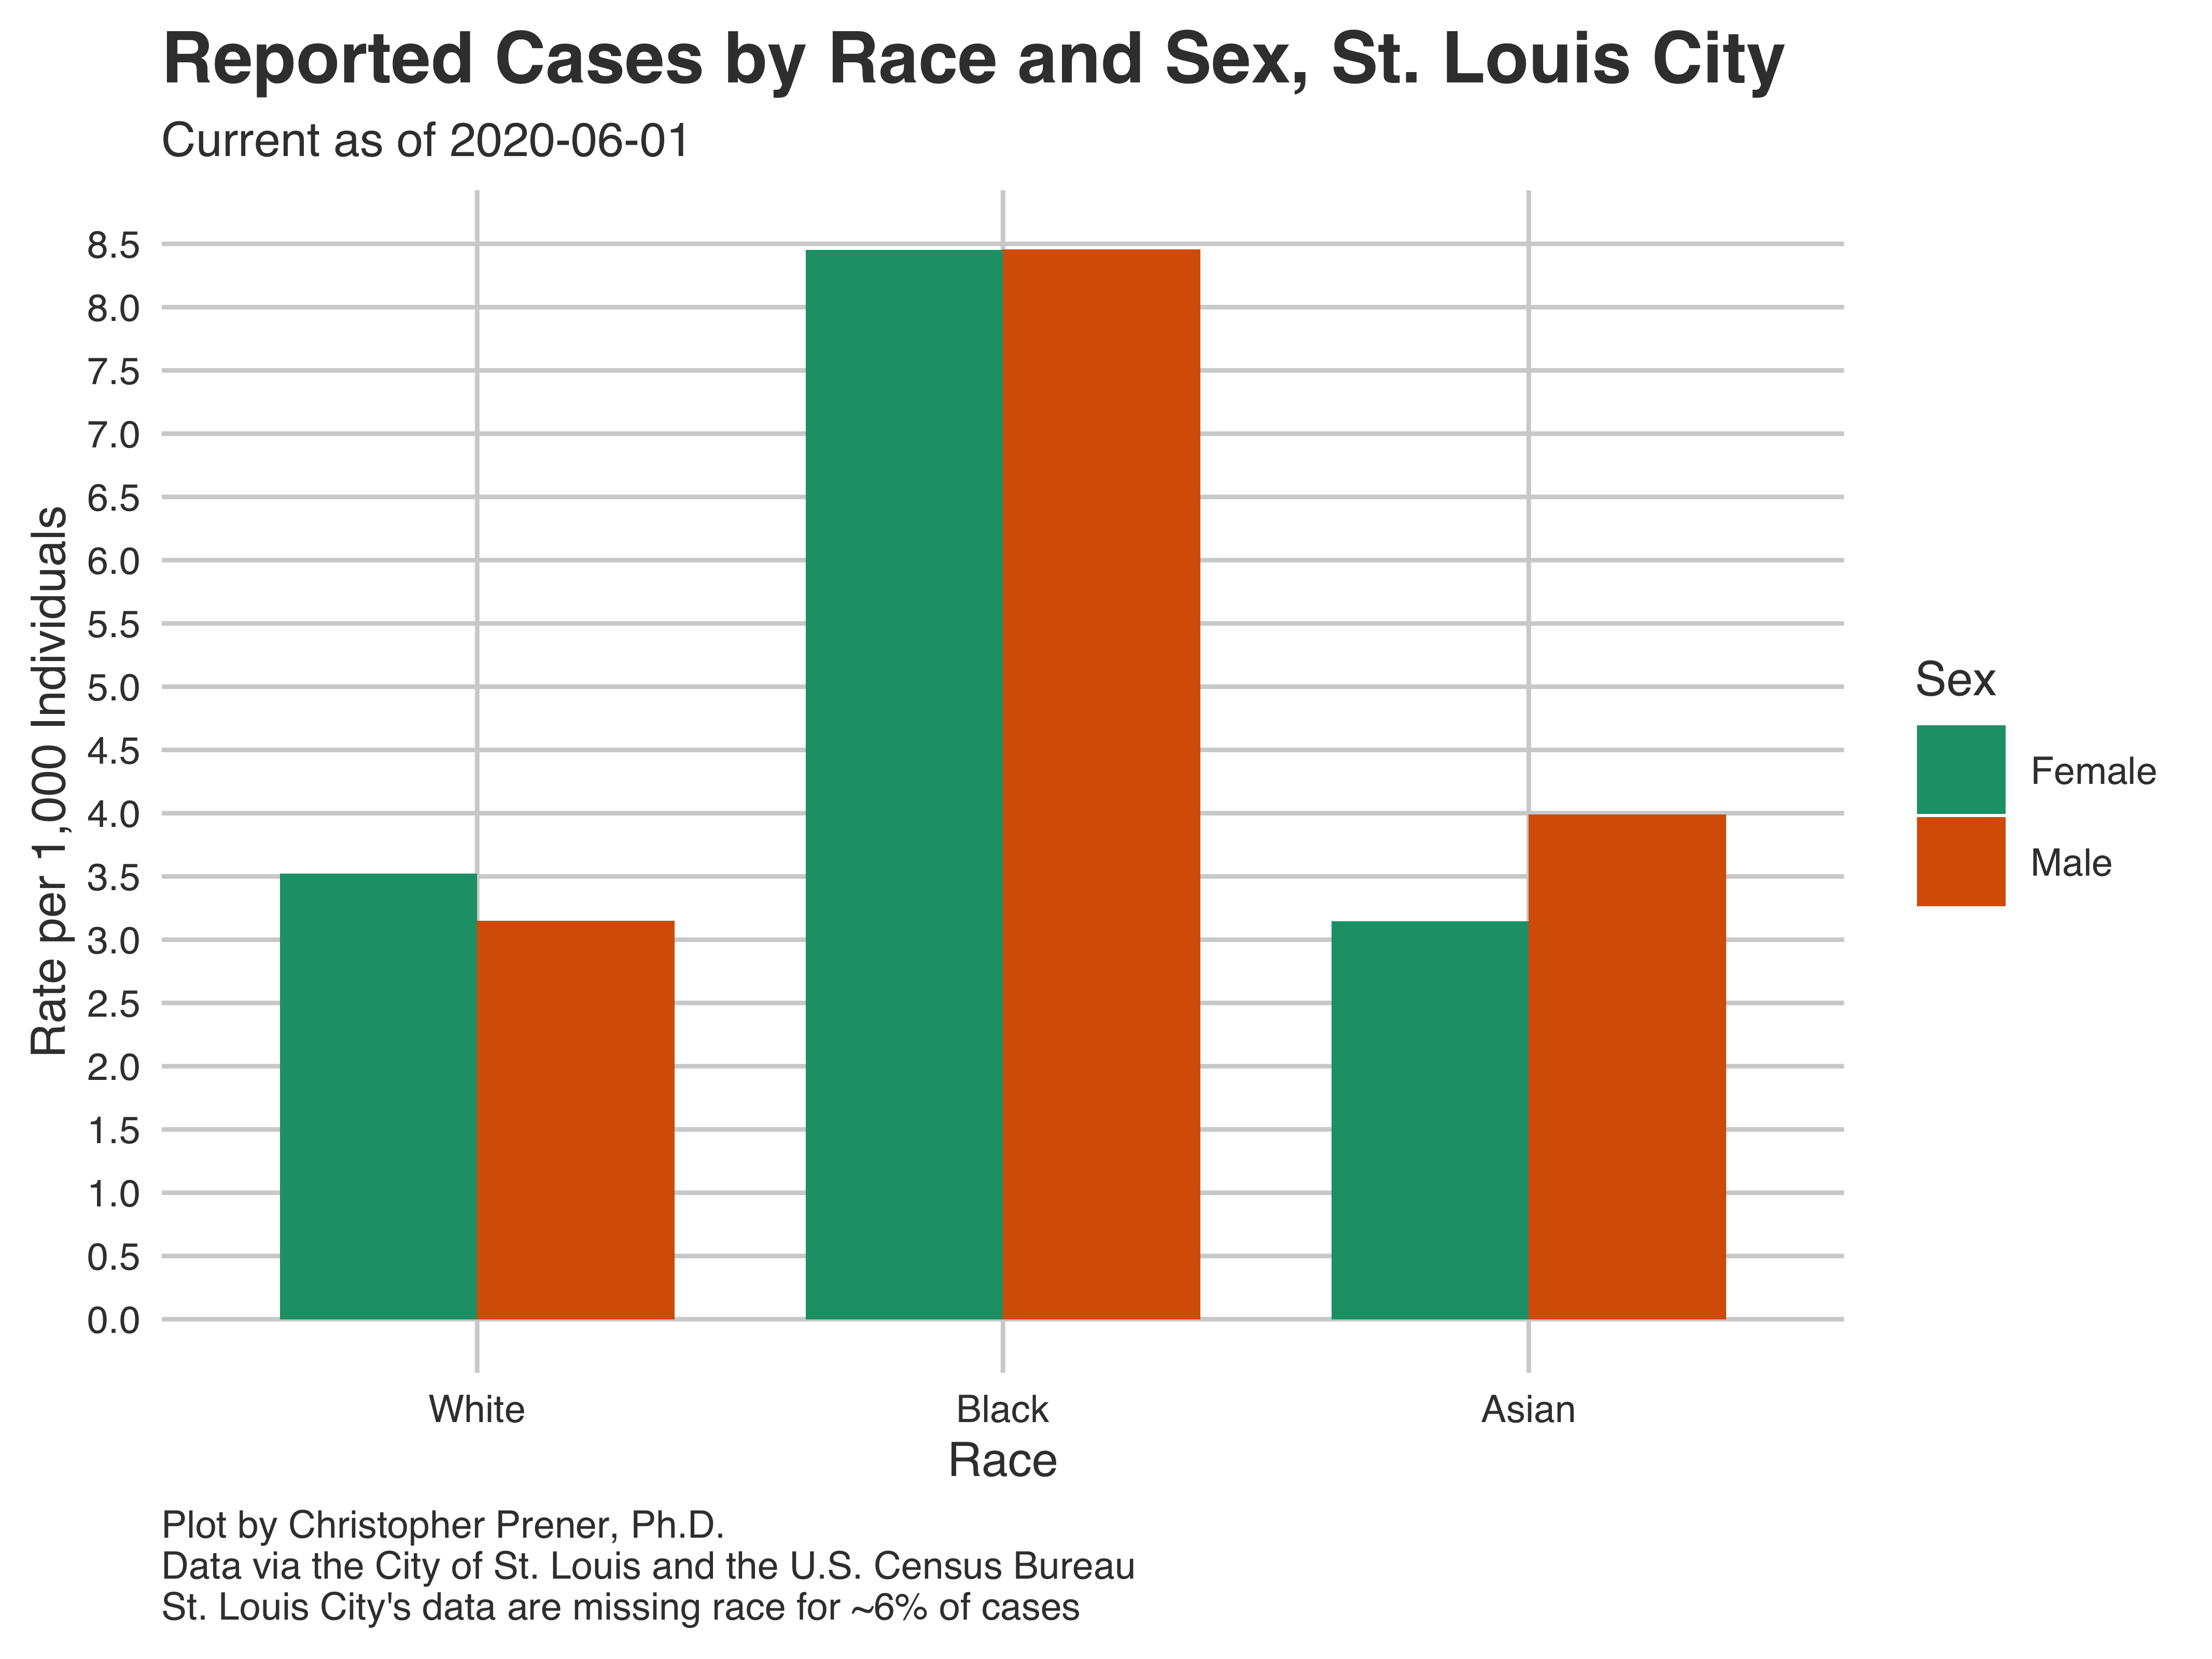 Reported Cases by Race and Sex, St. Louis City
Current as of 2020-06-01
Rate per 1,000 Individuals
8.5
8.0
7.5
7.0
6.5
6.0
5.5
5.0
4.5
4.0
3.5
3.0
2.5
2.0
1.5
1.0
0.5
0.0
White Black Asian
Race
Sex
Female
Male
Plot by Christopher Prener, Ph.D.
Data via the City of St. Louis and the U.S. Census Bureau
St. Louis City's data are missing race for ~6% of cases